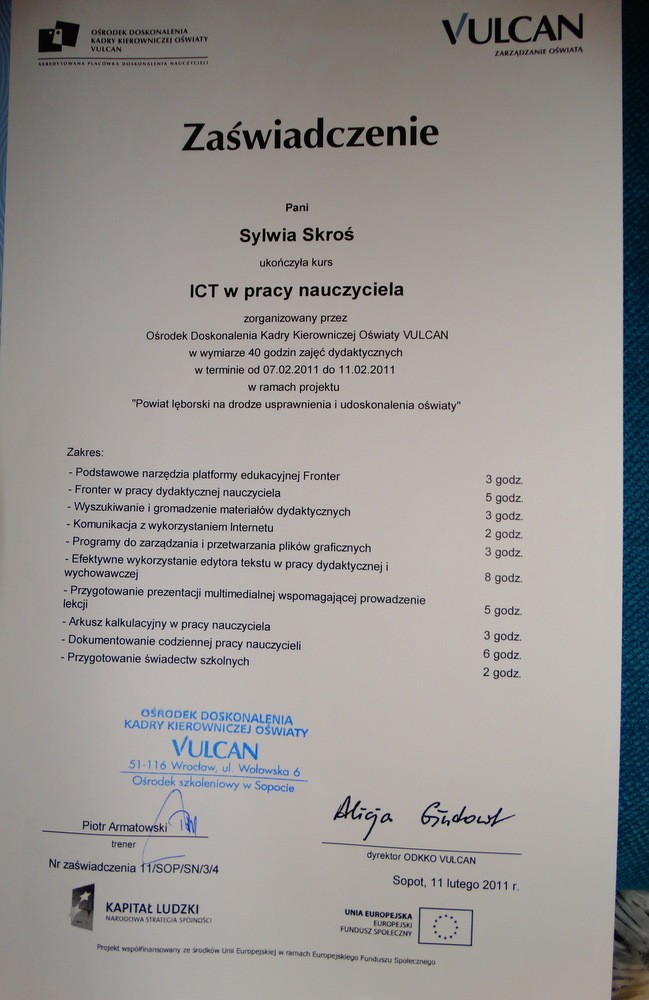 OŚRODEK DOSKONALENIA
KADRY KIEROWNICZEJ OŚWIATY
VULCAN
AKREDYTOWANA PLACÓWKA DOSKONALENIA NAUCZYCIELI
VULCAN
ZARZĄDZANIE OŚWIATĄ
Zaświadczenie
Pani
Sylwia Skroś
ukończyła kurs
ICT w pracy nauczyciela
zorganizowany przez
Ośrodek Doskonalenia Kadry Kierowniczej Oświaty VULCAN
w wymiarze 40 godzin zajęć dydaktycznych
w terminie od 07.02.2011 do 11.02.2011
w ramach projektu
"Powiat lęborski na drodze usprawnienia i udoskonalenia oświaty"
Zakres:
- Podstawowe narzędzia platformy edukacyjnej Fronter 3 godz.
- Fronter w pracy dydaktycznej nauczyciela 5 godz.
- Wyszukiwanie i gromadzenie materiałów dydaktycznych 3 godz.
- Komunikacja z wykorzystaniem Internetu 2 godz.
- Programy do zarządzania i przetwarzania plików graficznych 3 godz.
- Efektywne wykorzystanie edytora tekstu w pracy dydaktycznej i
wychowawczej 8 godz.
- Przygotowanie prezentacji multimedialnej wspomagającej prowadzenie
lekcji 5 godz.
- Arkusz kalkulacyjny w pracy nauczyciela 3 godz.
- Dokumentowanie codziennej pracy nauczycieli 6 godz.
- Przygotowanie świadectw szkolnych 2 godz.
OŚRODEK DOSKONALENIA
KADRY KIEROWNICZEJ OŚWIATY
VULCAN
51-116 Wrocław, ul. Wołowska 6
Ośrodek szkoleniowy w Sopocie
Piotr Armatowski
trener
Alicja
dyrektor ODKKO VULCAN
Nr zaświadczenia 11/SOP/SN/3/4
Sopot, 11 lutego 2011 r.
KAPITAŁ LUDZKI
NARODOWA STRATEGIA SPÓJNOŚCI
UNIA EUROPEJSKA
EUROPEJSKI
FUNDUSZ SPOŁECZNY
Projekt współfinansowany ze środków Unii Europejskiej w ramach Europejskiego Funduszu Społecznego